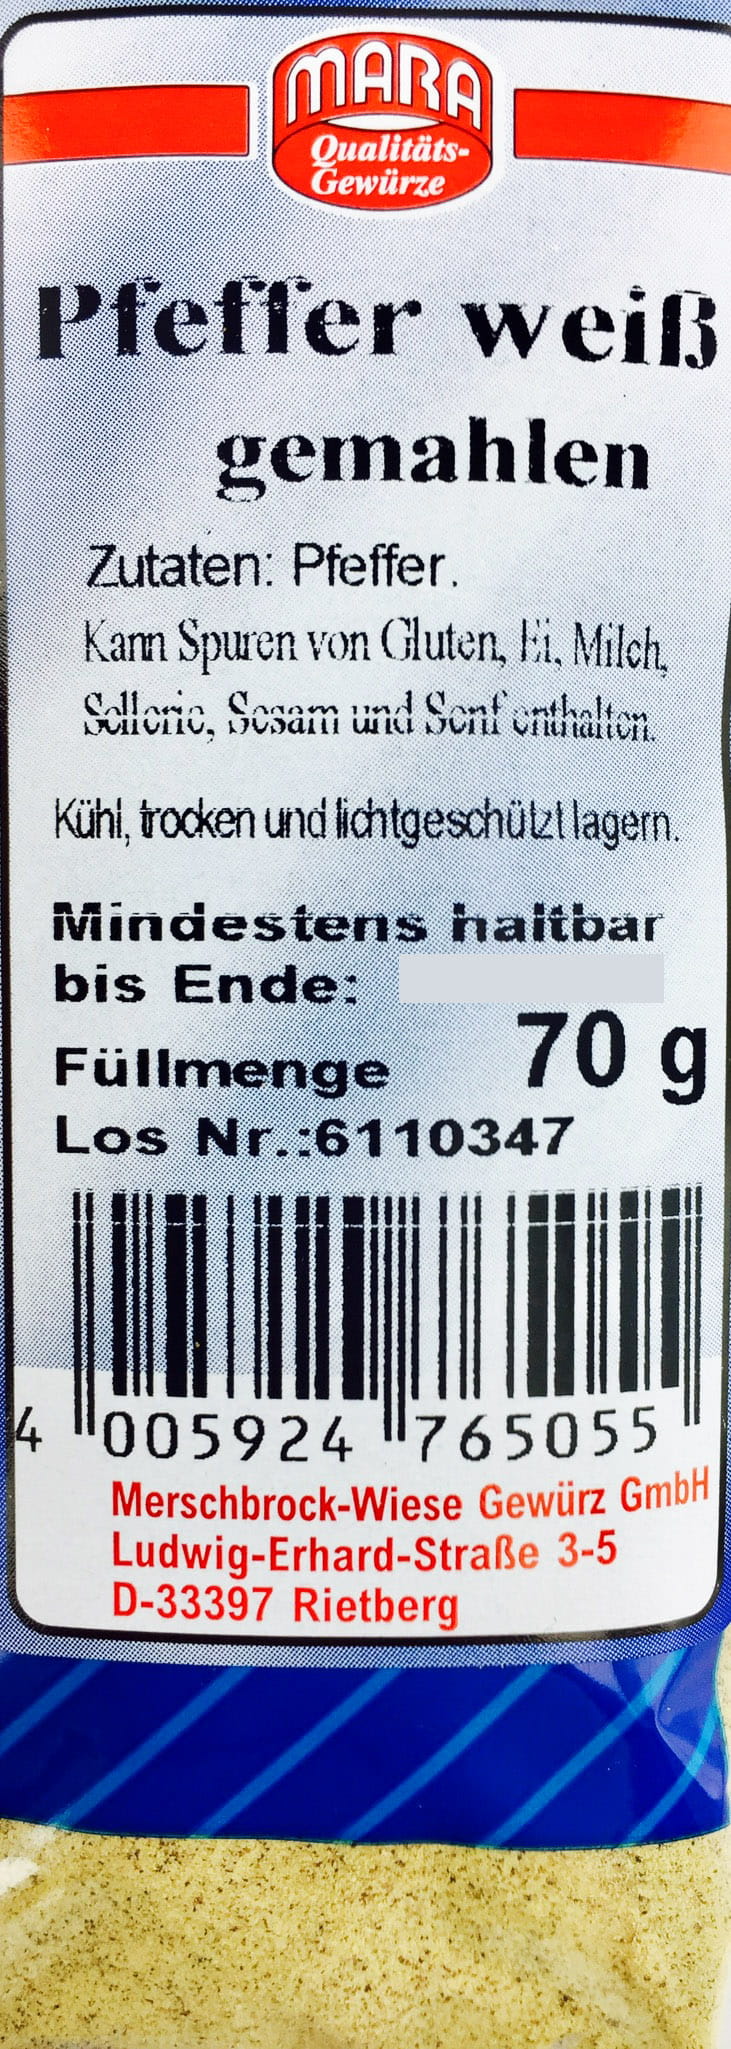 MARA
Qualitäts-
Gewürze
Pfeffer weiß
gemahlen
Zutaten: Pfeffer.
Kann Spuren von Gluten, Ei, Milch,
Sellerie, Sesam und Senf enthalten.
Kühl, trocken und lichtgeschützt lagern.
Mindestens haltbar
bis Ende:
Füllmenge 70 g
Los Nr.:6110347
4 005924 765055
Merschbrock-Wiese Gewürz GmbH
Ludwig-Erhard-Straße 3-5
D-33397 Rietberg